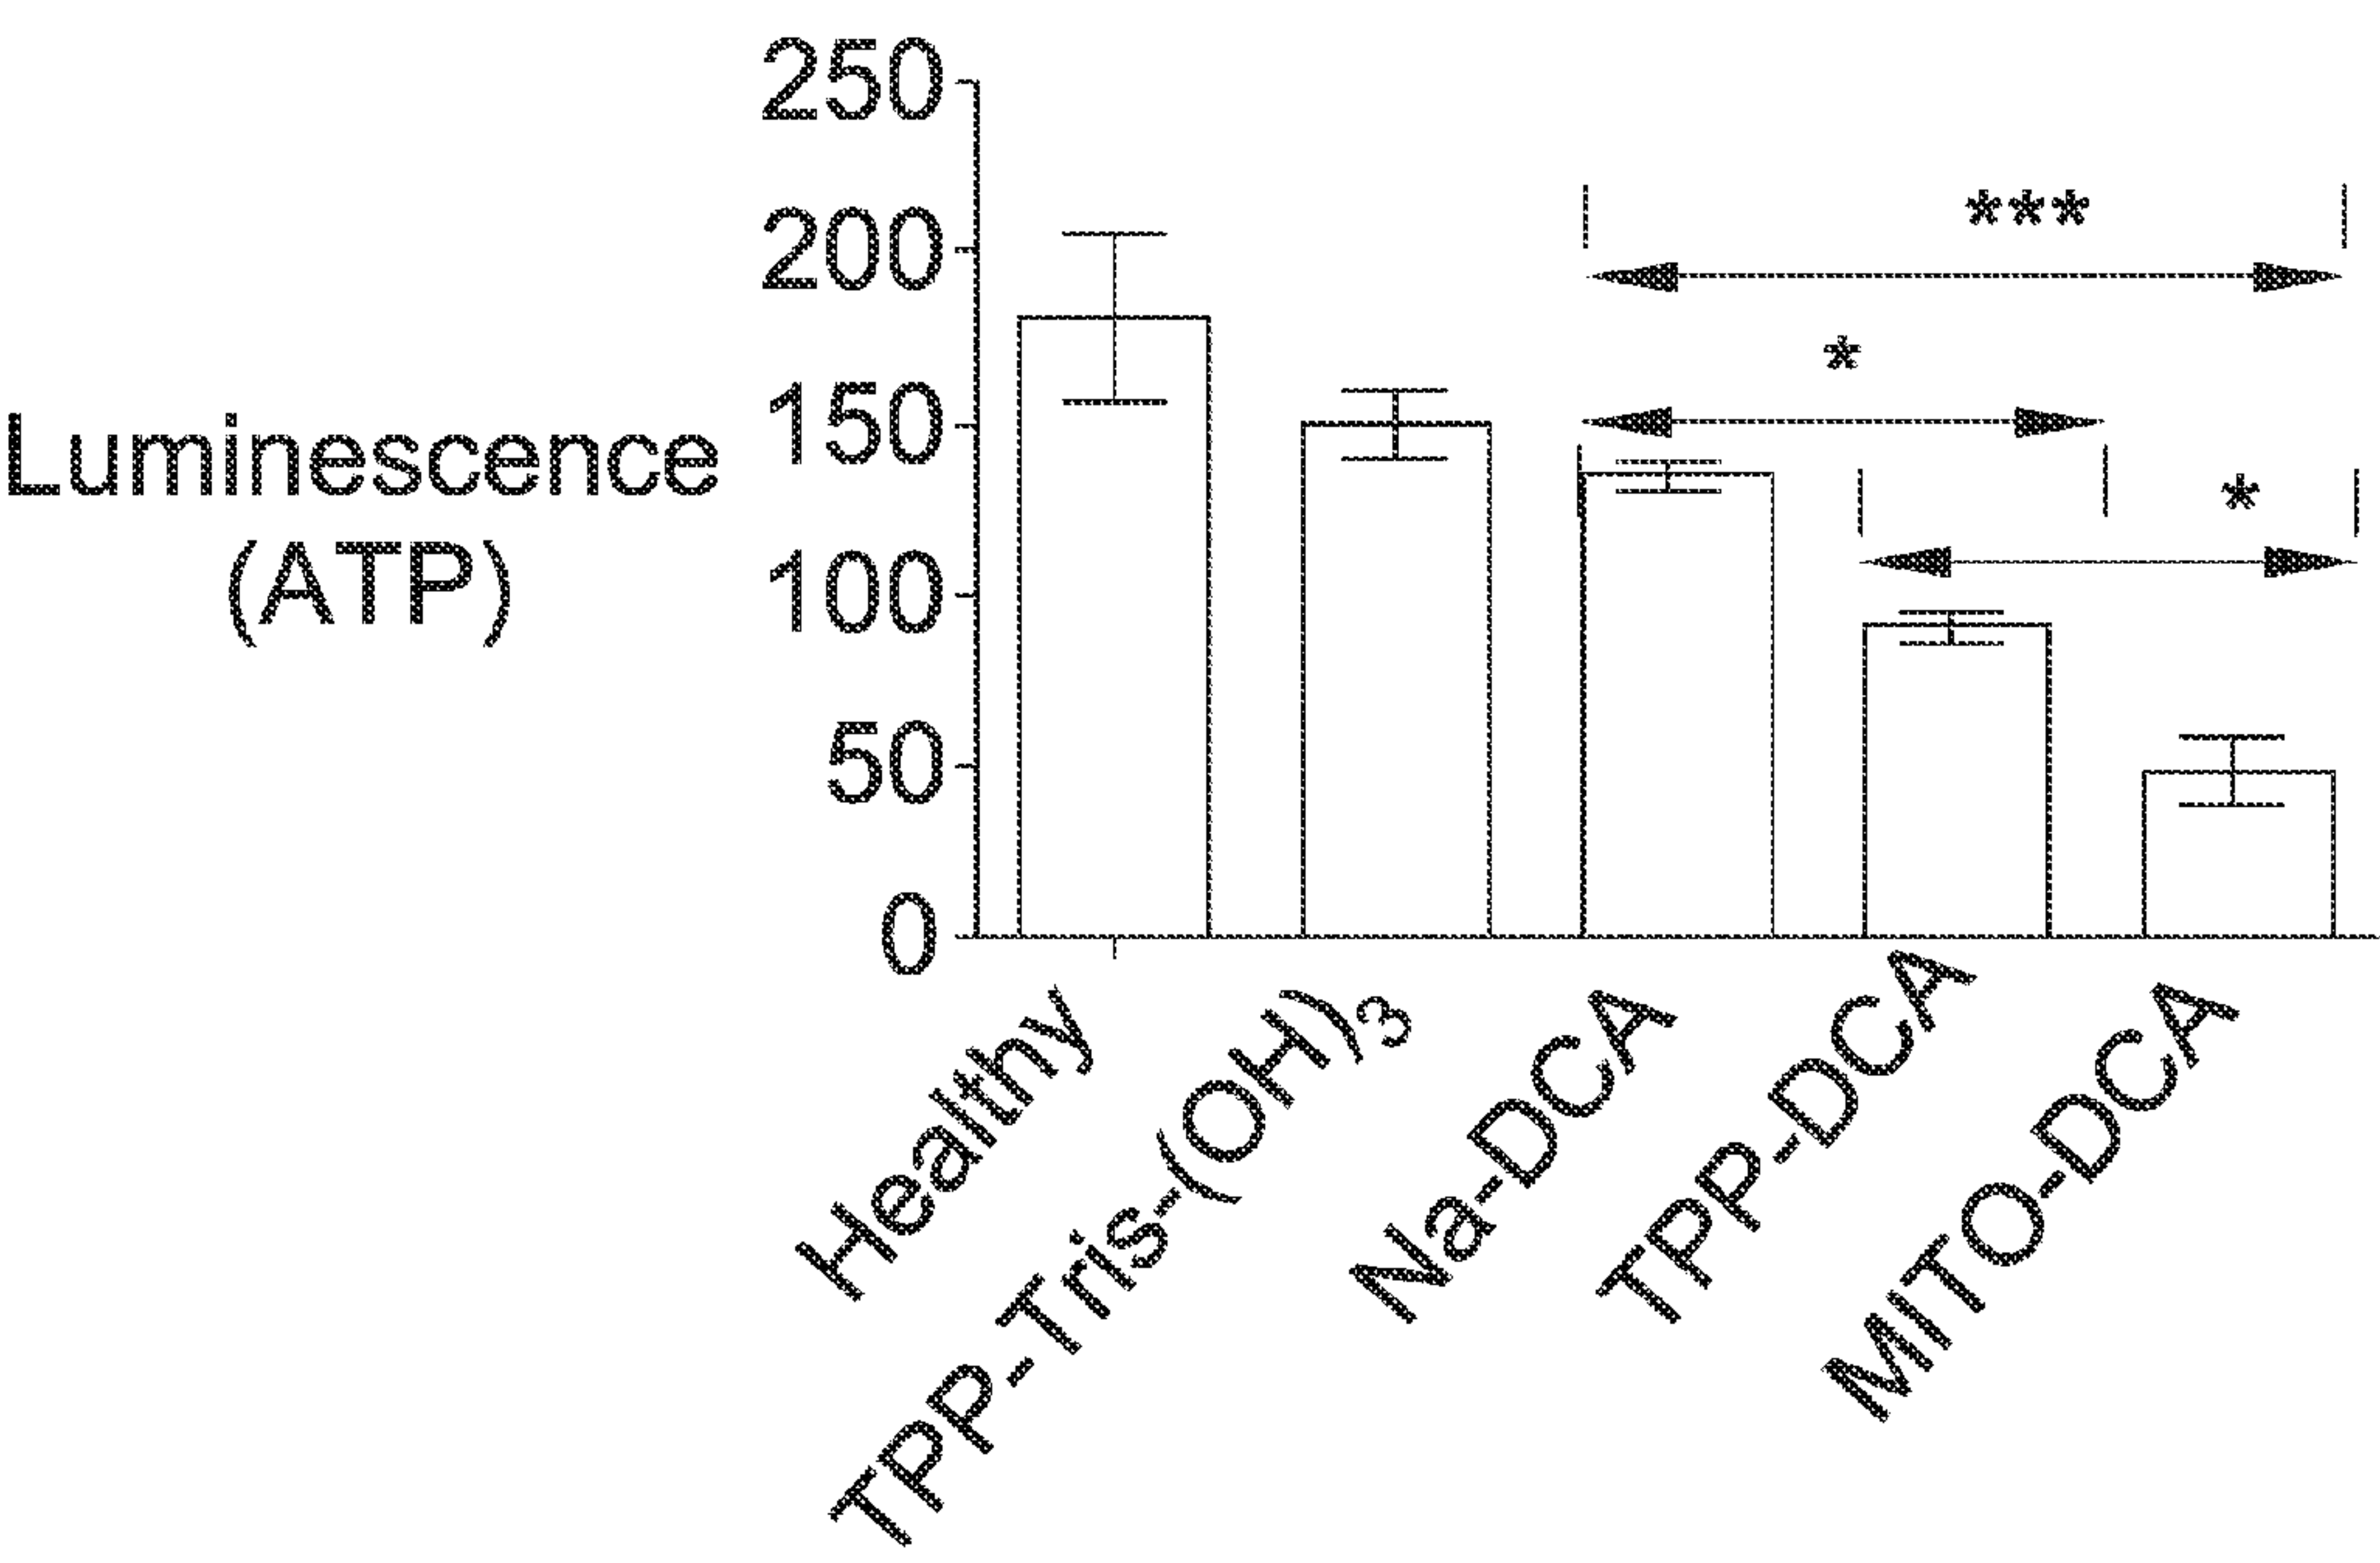 250
200
150
100
50
0
Luminescence
(ATP)
***
*
*
Healthy
TPP-Tris-(OH)3
Na-DCA
TPP-DCA
MITO-DCA